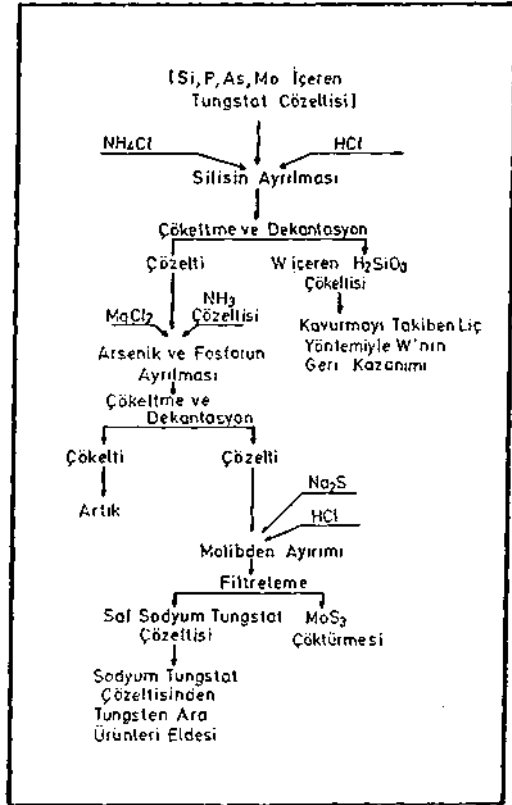 [Si, P, As, Mo İçeren
Tungstat Çözeltisi]
NH4Cl
HCl
Silisin Ayrılması
Çökeltme ve Dekantasyon
Çözelti
W içeren H2SiO3
Çökeltisi
MgCl2
NH3
Çözeltisi
Kavurmayı Takiben Liç
Yöntemiyle W'nın
Geri Kazanımı
Arsenik ve Fosforun
Ayrılması
Çökeltme ve
Dekantasyon
Çökelti
Çözelti
Artık
Na2S
HCl
Molibden Ayırımı
Filtreleme
Saf Sodyum Tungstat
Çözeltisi
MoS3
Çöktürmesi
Sodyum Tungstat
Çözeltisinden
Tungsten Ara
Ürünleri Eldesi